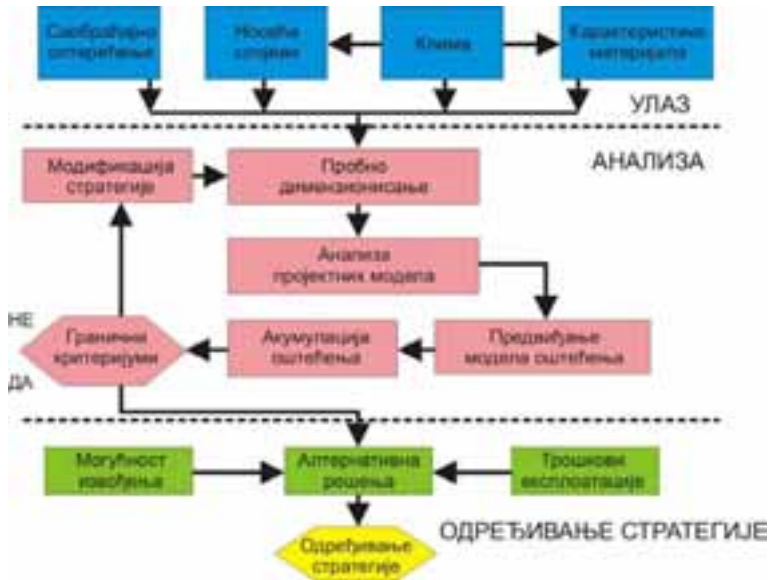 Саобраћајно
оптерећење
Носећи
слојеви
Клима
Карактеристике
материјала
УЛАЗ
АНАЛИЗА
Модификација
стратегије
Пробно
димензионисање
Анализа
пројектних модела
НЕ
Гранични
критеријуми
Акумулација
оштећења
Предвиђање
модела оштећења
ДА
Могућност
извођења
Алтернативна
решења
Трошкови
експлоатације
ОДРЕЂИВАЊЕ СТРАТЕГИЈЕ
Одређивање
стратегије